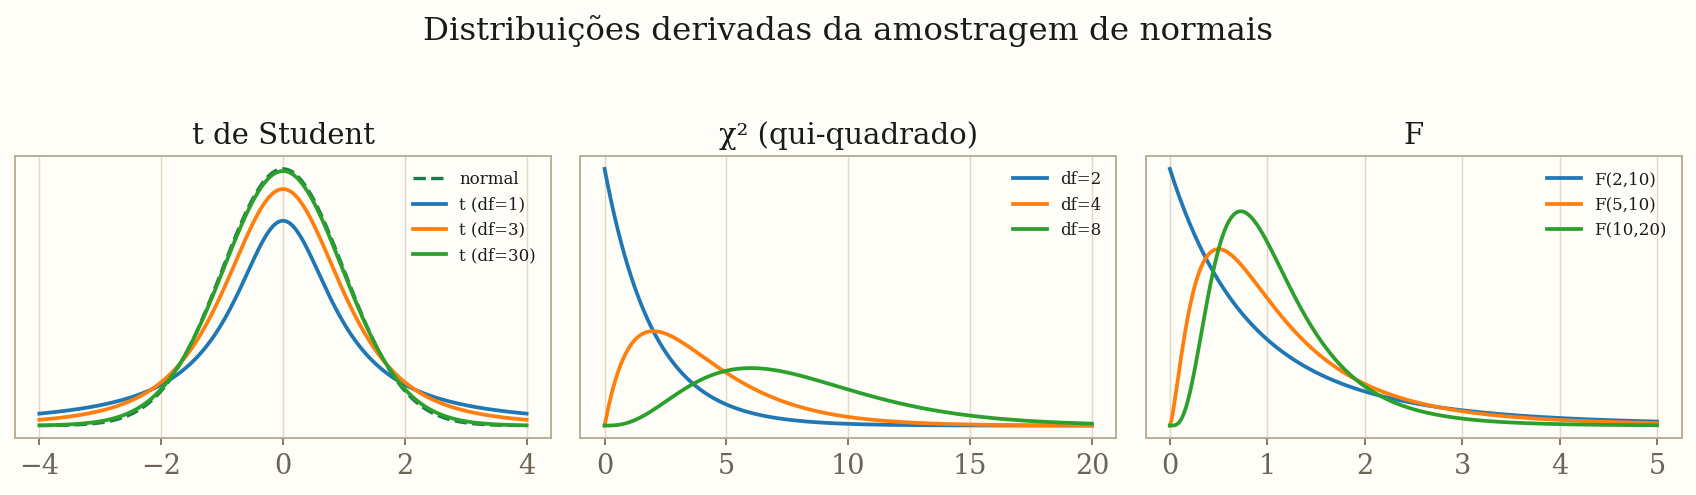 Distribuições derivadas da amostragem de normais
t de Student
normal
t (df=1)
t (df=3)
t (df=30)
−4 −2 0 2 4
χ² (qui-quadrado)
df=2
df=4
df=8
0 5 10 15 20
F
F(2,10)
F(5,10)
F(10,20)
0 1 2 3 4 5